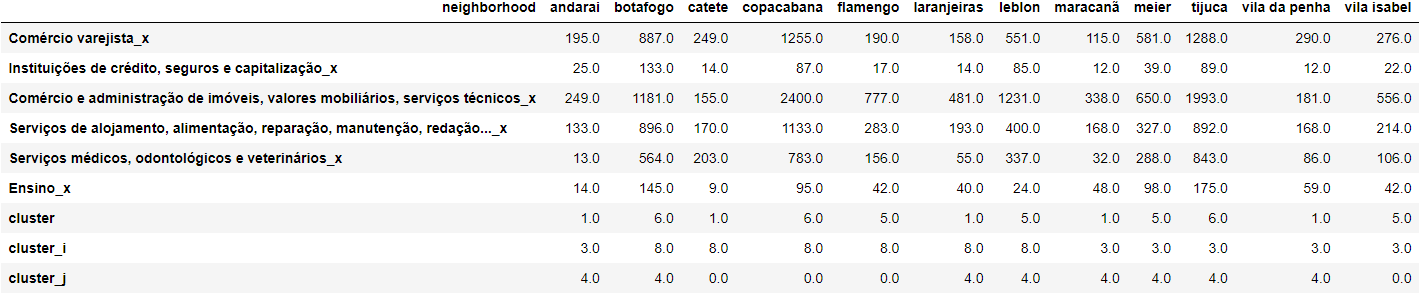 neighborhood andarai botafogo catete copacabana flamengo laranjeiras leblon maracanã meier tijuca vila da penha vila isabel
Comércio varejista_x 195.0 887.0 249.0 1255.0 190.0 158.0 551.0 115.0 581.0 1288.0 290.0 276.0
Instituições de crédito, seguros e capitalização_x 25.0 133.0 14.0 87.0 17.0 14.0 85.0 12.0 39.0 89.0 12.0 22.0
Comércio e administração de imóveis, valores mobiliários, serviços técnicos_x 249.0 1181.0 155.0 2400.0 777.0 481.0 1231.0 338.0 650.0 1993.0 181.0 556.0
Serviços de alojamento, alimentação, reparação, manutenção, redação..._x 133.0 896.0 170.0 1133.0 283.0 193.0 400.0 168.0 327.0 892.0 168.0 214.0
Serviços médicos, odontológicos e veterinários_x 13.0 564.0 203.0 783.0 156.0 55.0 337.0 32.0 288.0 843.0 86.0 106.0
Ensino_x 14.0 145.0 9.0 95.0 42.0 40.0 24.0 48.0 98.0 175.0 59.0 42.0
cluster 1.0 6.0 1.0 6.0 5.0 1.0 5.0 1.0 5.0 6.0 1.0 5.0
cluster_i 3.0 8.0 8.0 8.0 8.0 8.0 8.0 3.0 3.0 3.0 3.0 3.0
cluster_j 4.0 4.0 0.0 0.0 0.0 4.0 4.0 4.0 4.0 4.0 4.0 0.0